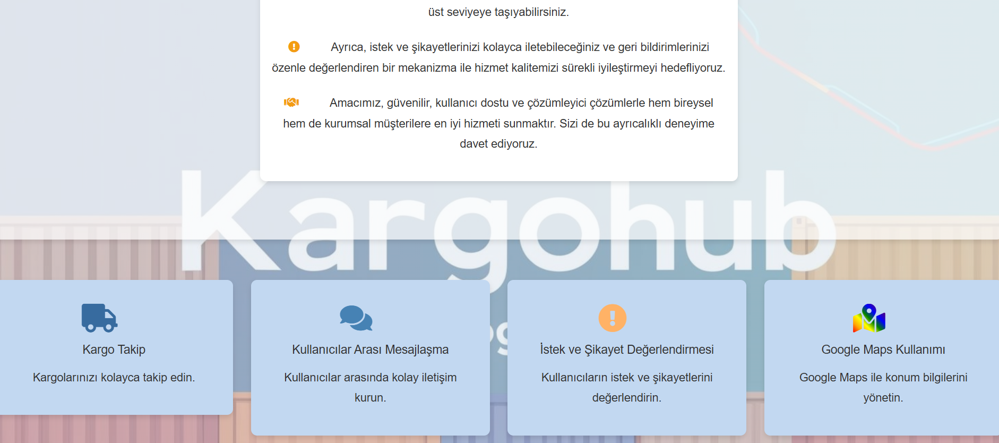 üst seviyeye taşıyabilirsiniz.
Ayrıca, istek ve şikayetlerinizi kolayca iletebileceğiniz ve geri bildirimlerinizi
özenle değerlendiren bir mekanizma ile hizmet kalitemizi sürekli iyileştirmeyi hedefliyoruz.
Amacımız, güvenilir, kullanıcı dostu ve çözümleyici çözümlerle hem bireysel
hem de kurumsal müşterilere en iyi hizmeti sunmaktır. Sizi de bu ayrıcalıklı deneyime
davet ediyoruz.
Kargohub
Kargo Takip
Kargolarınızı kolayca takip edin.
Kullanıcılar Arası Mesajlaşma
Kullanıcılar arasında kolay iletişim
kurun.
İstek ve Şikayet Değerlendirmesi
Kullanıcıların istek ve şikayetlerini
değerlendirin.
Google Maps Kullanımı
Google Maps ile konum bilgilerini
yönetin.